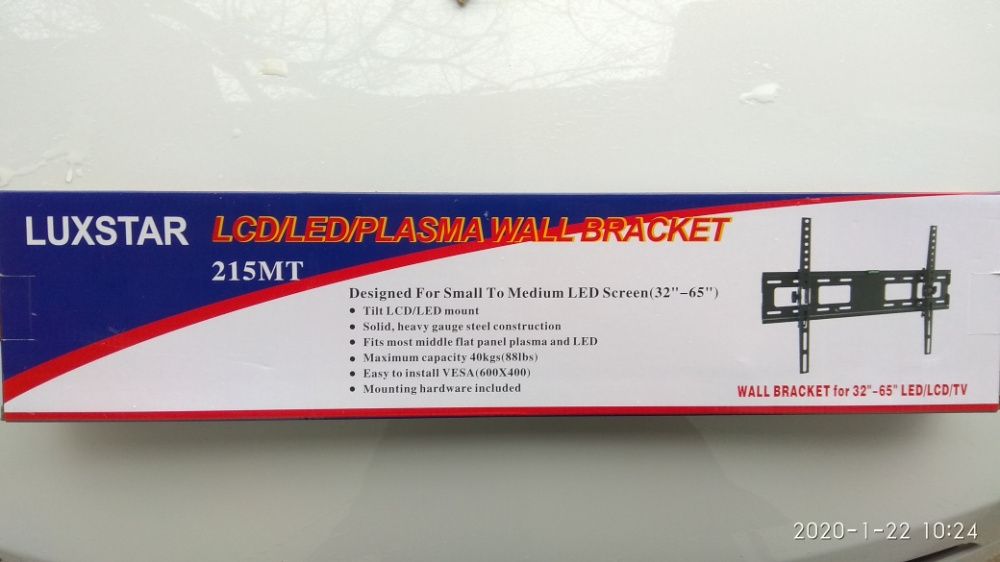 LUXSTAR LCD/LED/PLASMA WALL BRACKET
215MT
Designed For Small To Medium LED Screen(32"-65")
• Tilt LCD/LED mount
• Solid, heavy gauge steel construction
• Fits most middle flat panel plasma and LED
• Maximum capacity 40kgs(88lbs)
• Easy to install VESA(600X400)
• Mounting hardware included
WALL BRACKET for 32"-65" LED/LCD/TV
2020-1-22 10:24